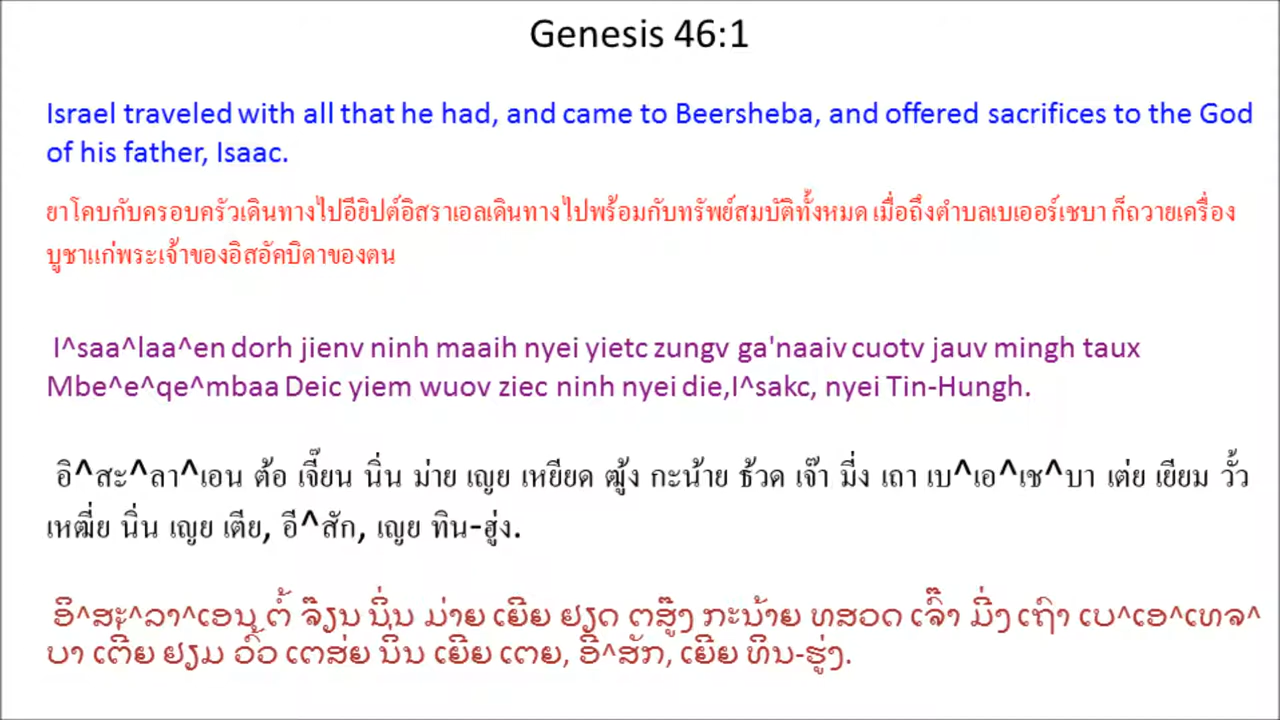 Genesis 46:1
Israel traveled with all that he had, and came to Beersheba, and offered sacrifices to the God
of his father, Isaac.
ยาโคบกับครอบครัวเดินทางไปอียิปต์อิสราเอลเดินทางไปพร้อมกับทรัพย์สมบัติทั้งหมด เมื่อถึงตำบลเบเออร์เชบา ก็ถวายเครื่อง
บูชาแก่พระเจ้าของอิสอัคบิดาของตน
I^saa^laa^en dorh jienv ninh maaih nyei yietc zungv ga'naaiv cuotv jauv mingh taux
Mbe^e^qe^mbaa Deic yiem wuov ziec ninh nyei die,I^sakc, nyei Tin-Hungh.
อิ^สะ^ลา^เอน ต้อ เจี๊ยน นิ่น ม่าย เญย เหยียด ฒู้ง กะน้าย ธ้วด เจ๊า มี่ง เถา เบ^เอ^เซ^บา เต่ย เยียม วั้ว
เหฒี่ย นิ่น เญย เตีย, อี^สัก, เญย ทิน-ฮู่ง.
ອິ^ສະ^ລາ^ເອນ ຕໍ້ ຈ໊ຽນ ນິ່ນ ມ່າຍ ເຍີຍ ຢຽດ ຕສູ໊ງ ກະນ້າຍ ທສວດ ເຈົ໊າ ມີ່ງ ເຖົາ ເບ^ເອ^ເທລ^
ບາ ເຕີ່ຍ ຢຽມ ວົ້ວ ເຕສ່ຍ ນິ່ນ ເຍີຍ ເຕຍ, ອີ^ສັກ, ເຍີຍ ທິນ-ຮູ່ງ.